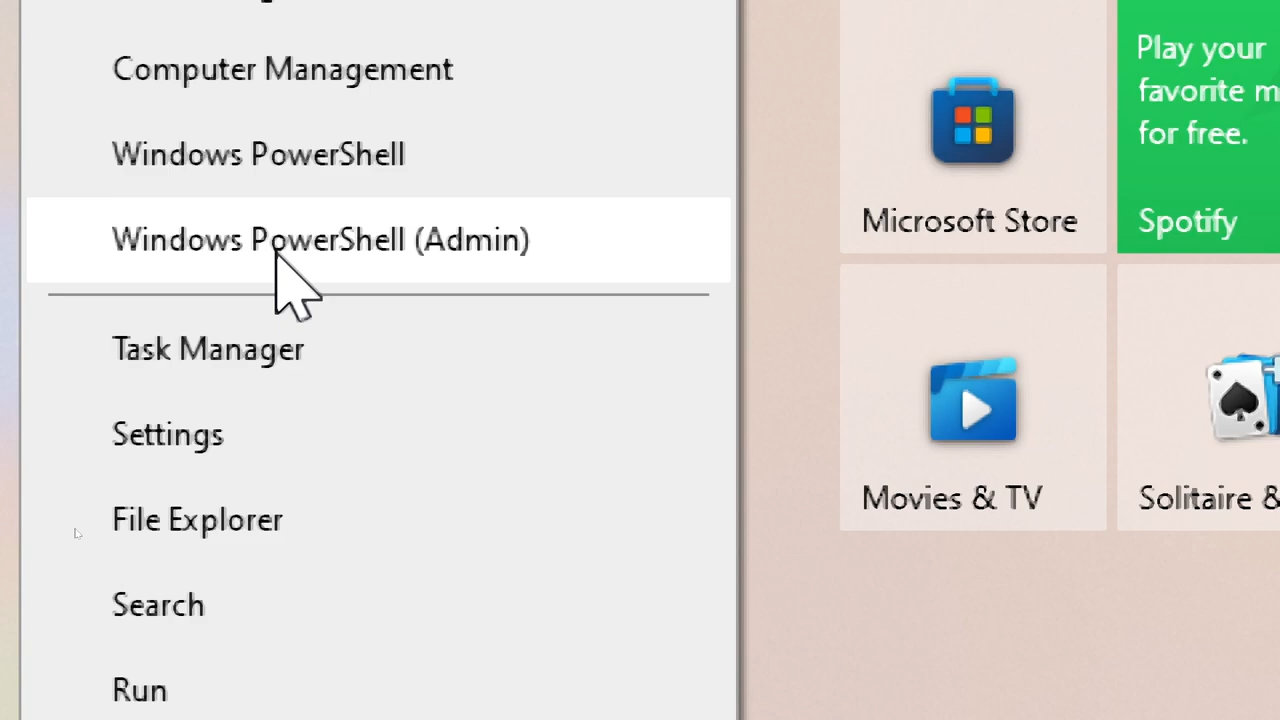 Computer Management
Windows PowerShell
Windows PowerShell (Admin)
Task Manager
Settings
File Explorer
Search
Run
Microsoft Store
Play your
favorite m
for free.
Spotify
Movies & TV
Solitaire &